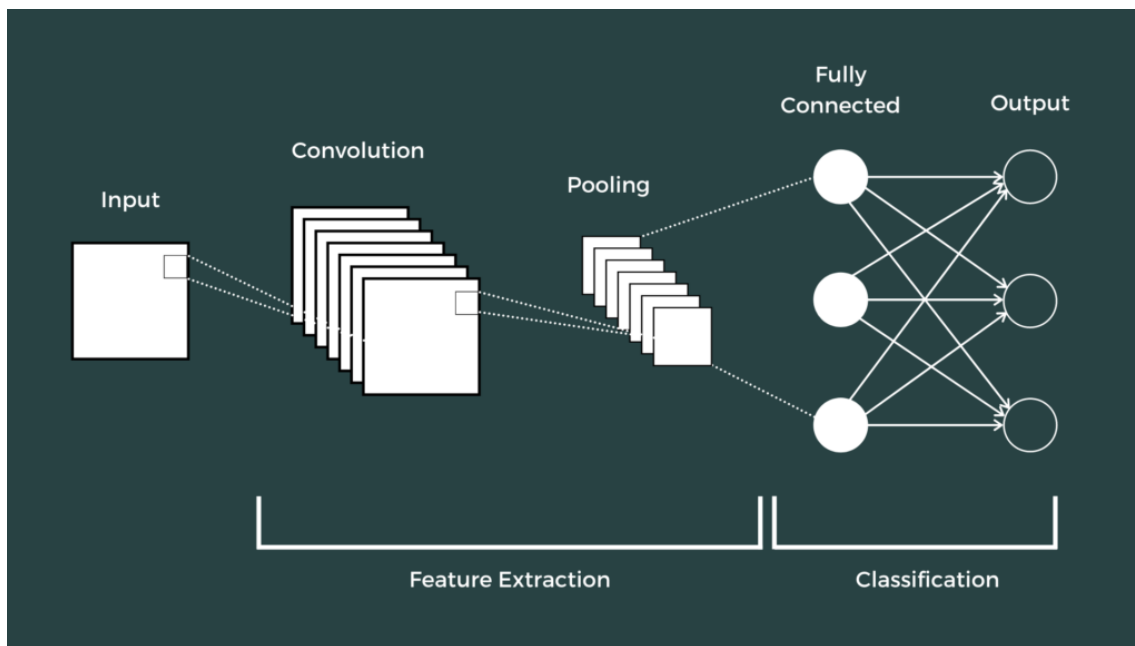 Input
Convolution
Pooling
Fully
Connected
Output
Feature Extraction
Classification